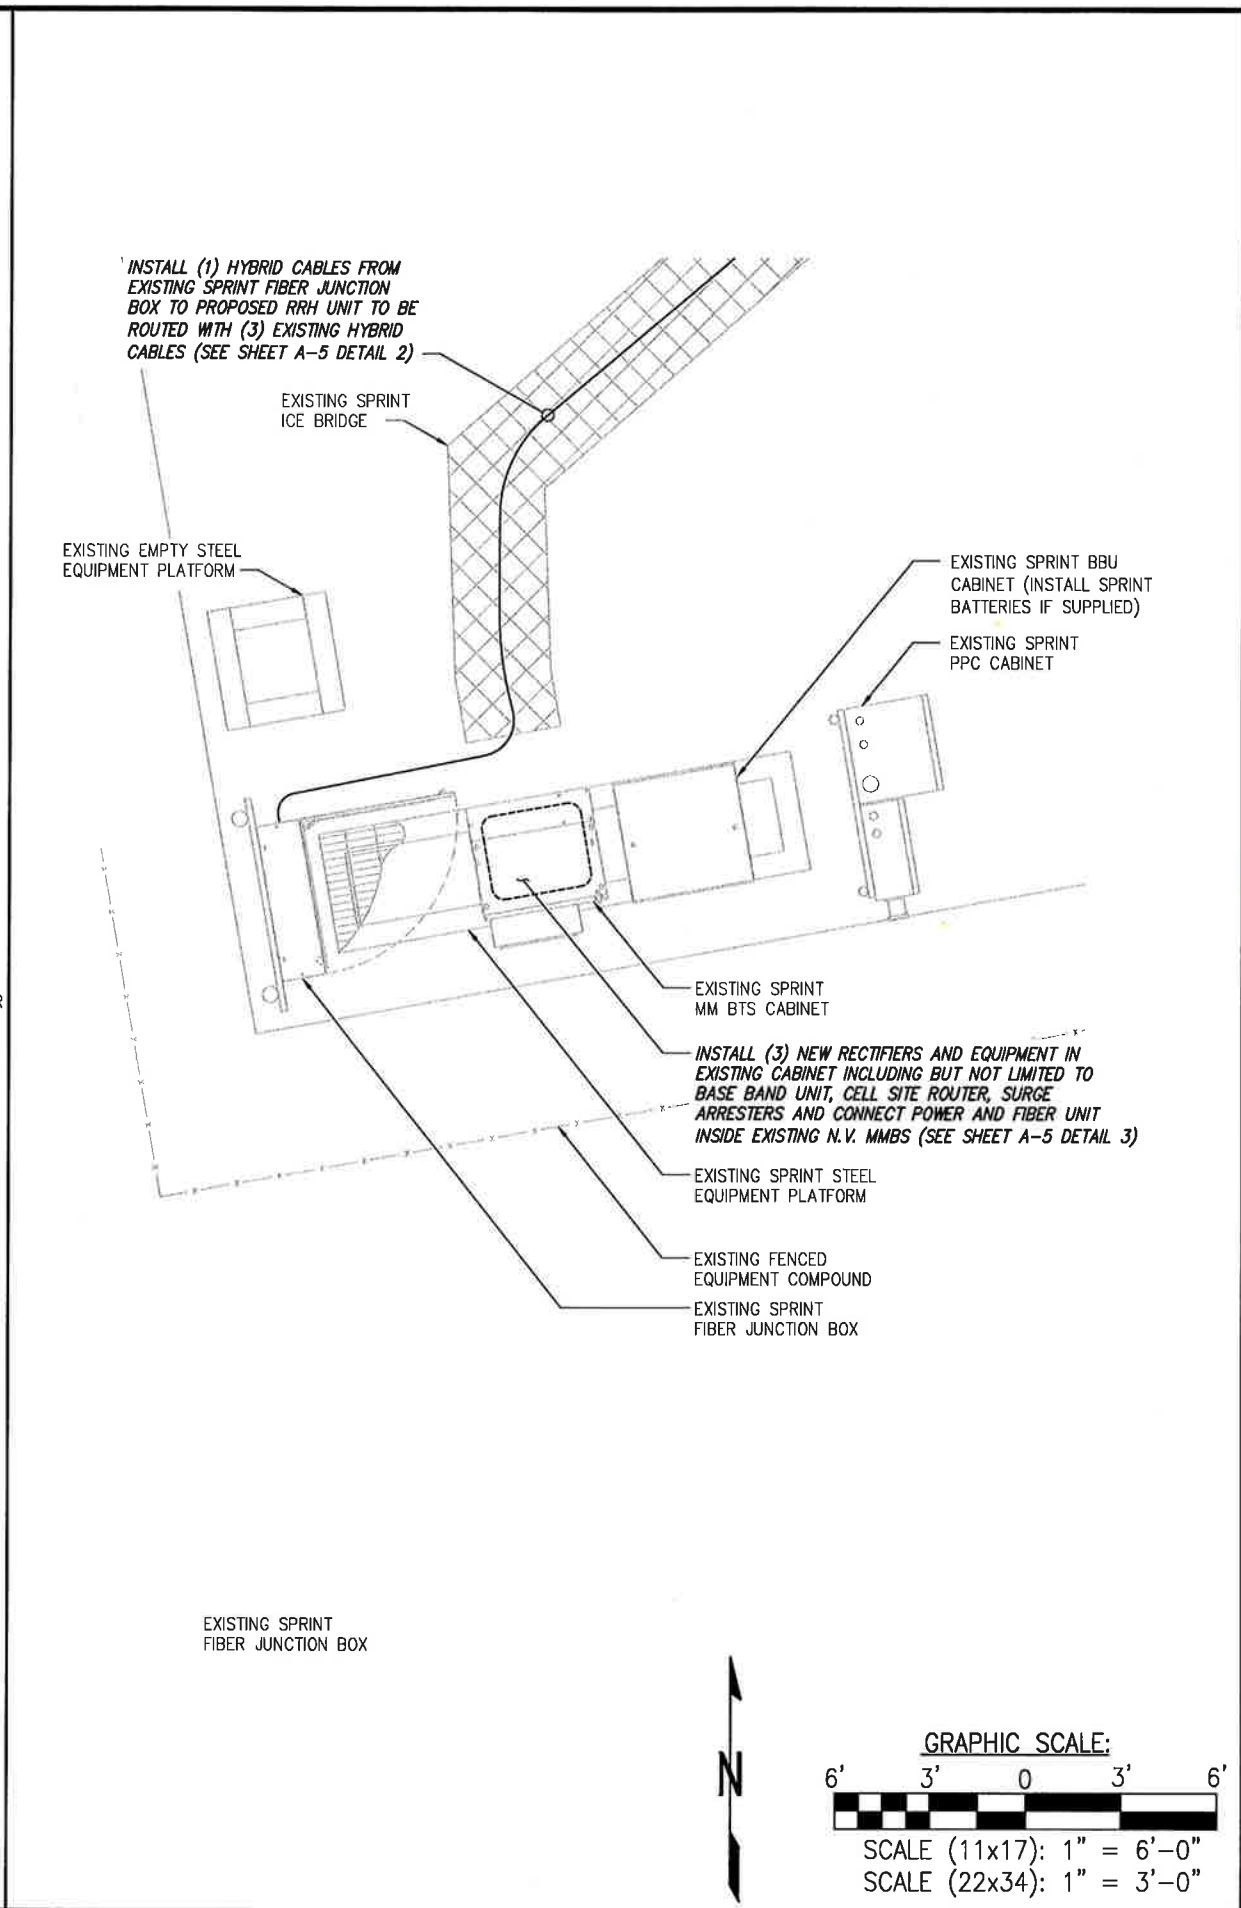 INSTALL (1) HYBRID CABLES FROM
EXISTING SPRINT FIBER JUNCTION
BOX TO PROPOSED RRH UNIT TO BE
ROUTED WITH (3) EXISTING HYBRID
CABLES (SEE SHEET A-5 DETAIL 2)
EXISTING SPRINT
ICE BRIDGE
EXISTING EMPTY STEEL
EQUIPMENT PLATFORM
EXISTING SPRINT BBU
CABINET (INSTALL SPRINT
BATTERIES IF SUPPLIED)
EXISTING SPRINT
PPC CABINET
EXISTING SPRINT
MM BTS CABINET
INSTALL (3) NEW RECTIFIERS AND EQUIPMENT IN
EXISTING CABINET INCLUDING BUT NOT LIMITED TO
BASE BAND UNIT, CELL SITE ROUTER, SURGE
ARRESTERS AND CONNECT POWER AND FIBER UNIT
INSIDE EXISTING N.V. MMBS (SEE SHEET A-5 DETAIL 3)
EXISTING SPRINT STEEL
EQUIPMENT PLATFORM
EXISTING FENCED
EQUIPMENT COMPOUND
EXISTING SPRINT
FIBER JUNCTION BOX
EXISTING SPRINT
FIBER JUNCTION BOX
N
GRAPHIC SCALE:
6' 3' 0 3' 6'
SCALE (11x17): 1" = 6'-0"
SCALE (22x34): 1" = 3'-0"